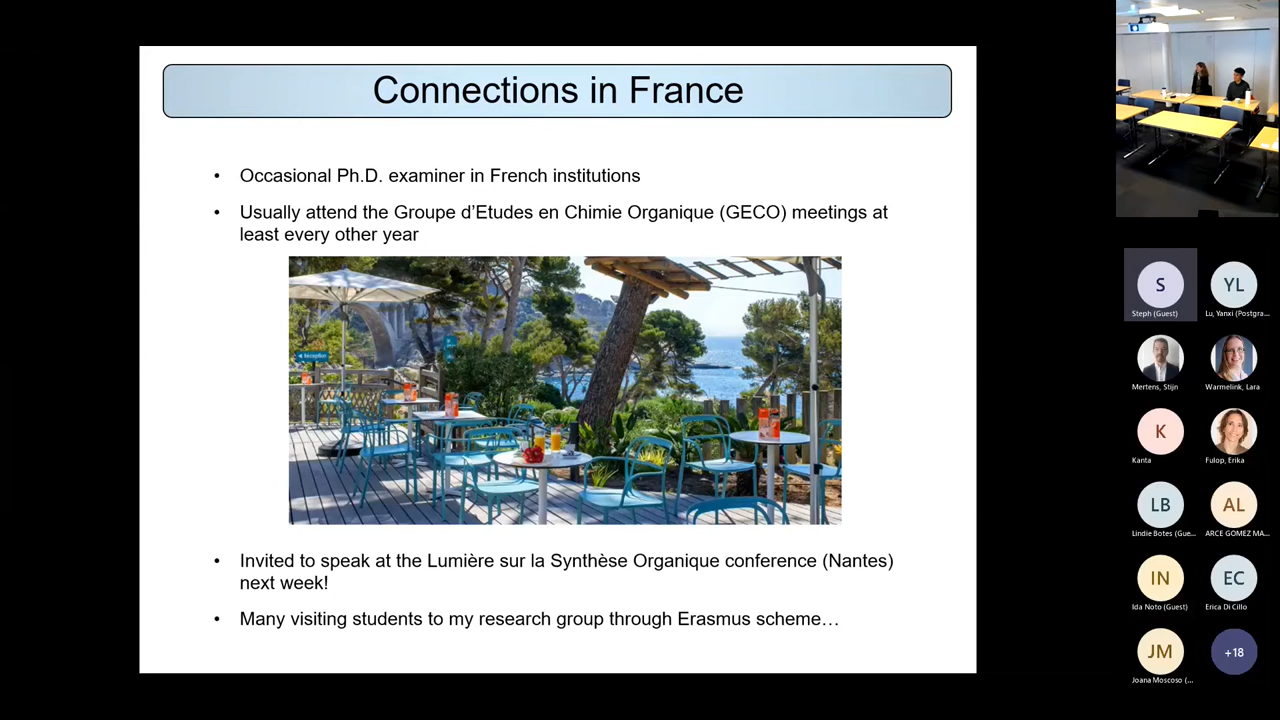 Connections in France
• Occasional Ph.D. examiner in French institutions
• Usually attend the Groupe d'Etudes en Chimie Organique (GECO) meetings at
least every other year
Reception
• Invited to speak at the Lumière sur la Synthèse Organique conference (Nantes)
next week!
• Many visiting students to my research group through Erasmus scheme…
S
Steph (Guest)
YL
Lu, Yanxi (Postgra...
Mertens, Stijn
Warmelink, Lara
K
Kanta
Fulop, Erika
LB
Lindie Botes (Gue...
AL
ARCE GOMEZ MA...
IN
Ida Noto (Guest)
EC
Erica Di Cillo
JM
Joana Moscoso (...
+18